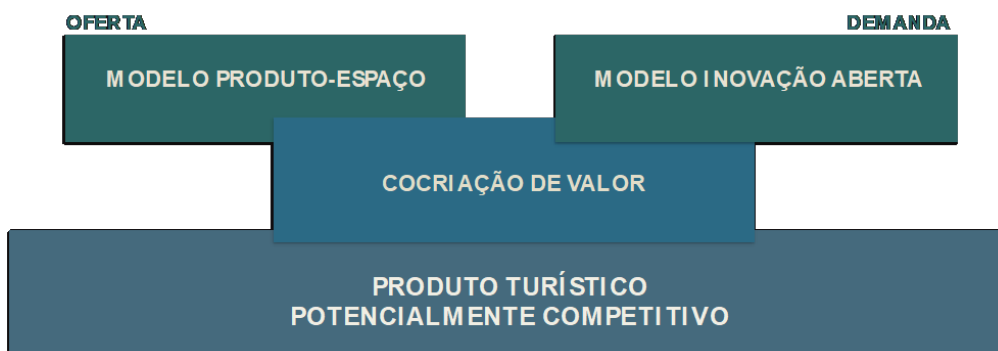 OFERTA
DEMANDA
MODELO PRODUTO-ESPAÇO
MODELO INOVAÇÃO ABERTA
COCRIAÇÃO DE VALOR
PRODUTO TURÍSTICO
POTENCIALMENTE COMPETITIVO